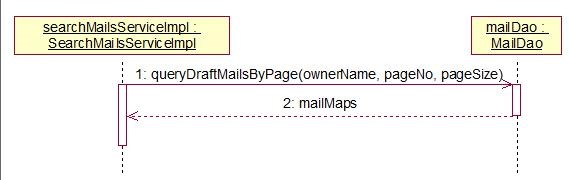 searchMailsServiceImpl :
SearchMailsServiceImpl
mailDao :
MailDao
1: queryDraftMailsByPage(ownerName, pageNo, pageSize)
2: mailMaps